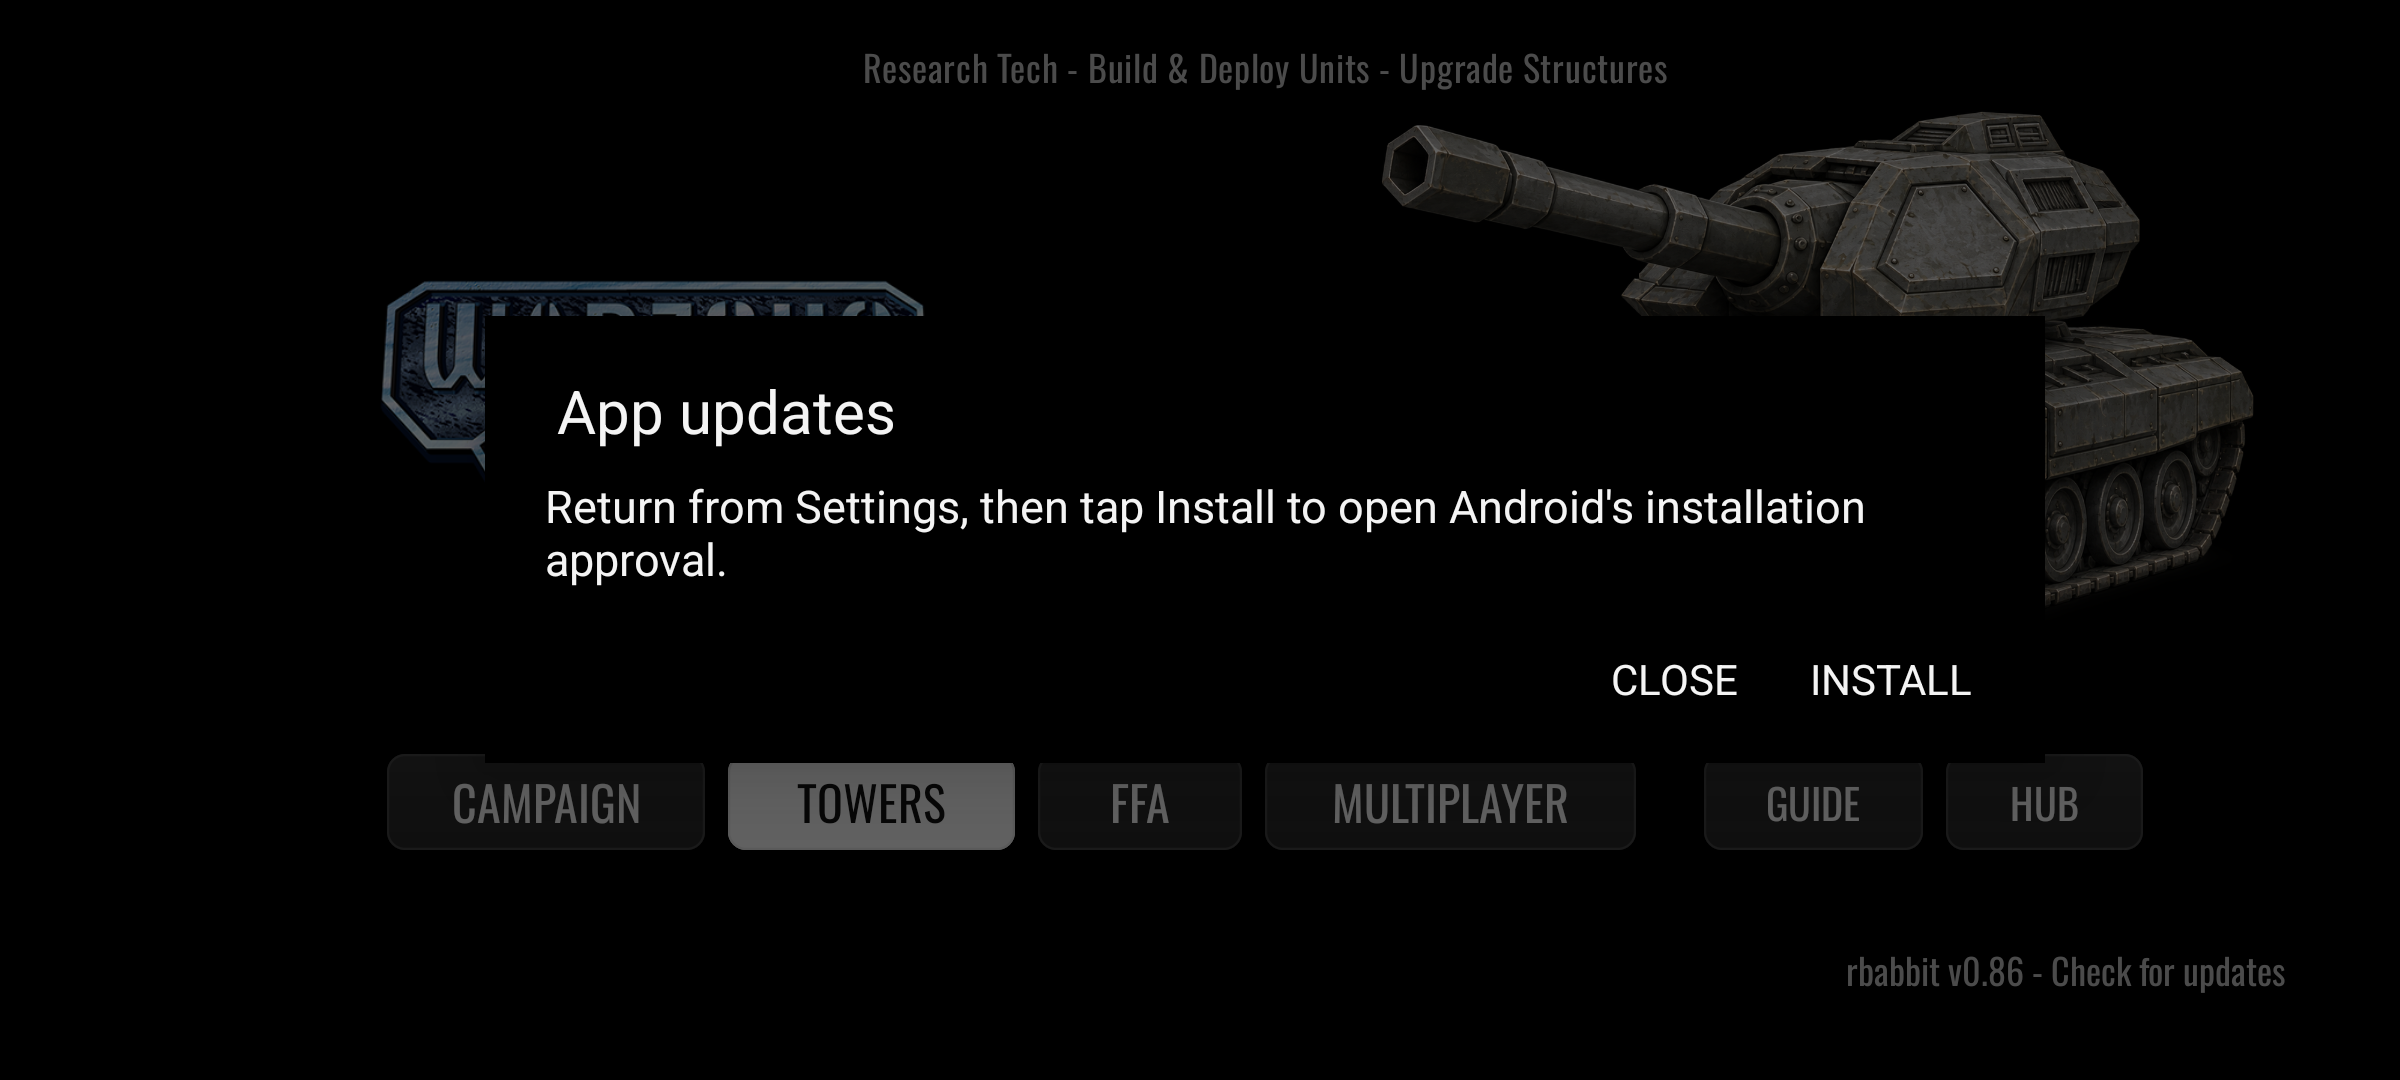 Research Tech - Build & Deploy Units - Upgrade Structures
App updates
Return from Settings, then tap Install to open Android's installation
approval.
CLOSE INSTALL
CAMPAIGN TOWERS FFA MULTIPLAYER GUIDE HUB
rbabbit v0.86 - Check for updates